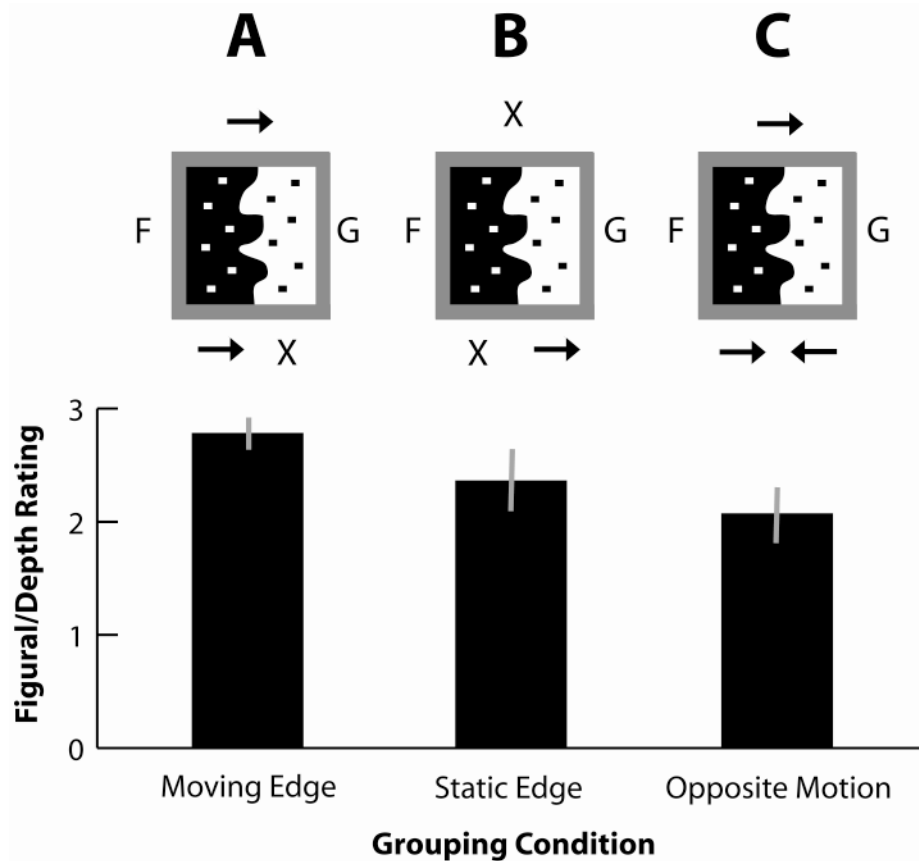 A B C
X
F G F G F G
X X
3
2
1
0
Figural/Depth Rating
Moving Edge Static Edge Opposite Motion
Grouping Condition